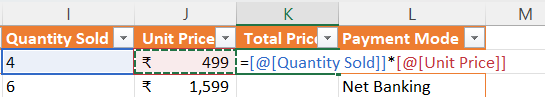 I J K L M
Quantity Sold Unit Price Total Price Payment Mode
4 ₹ 499 =[@[Quantity Sold]]*[@[Unit Price]]
6 ₹ 1,599 Net Banking